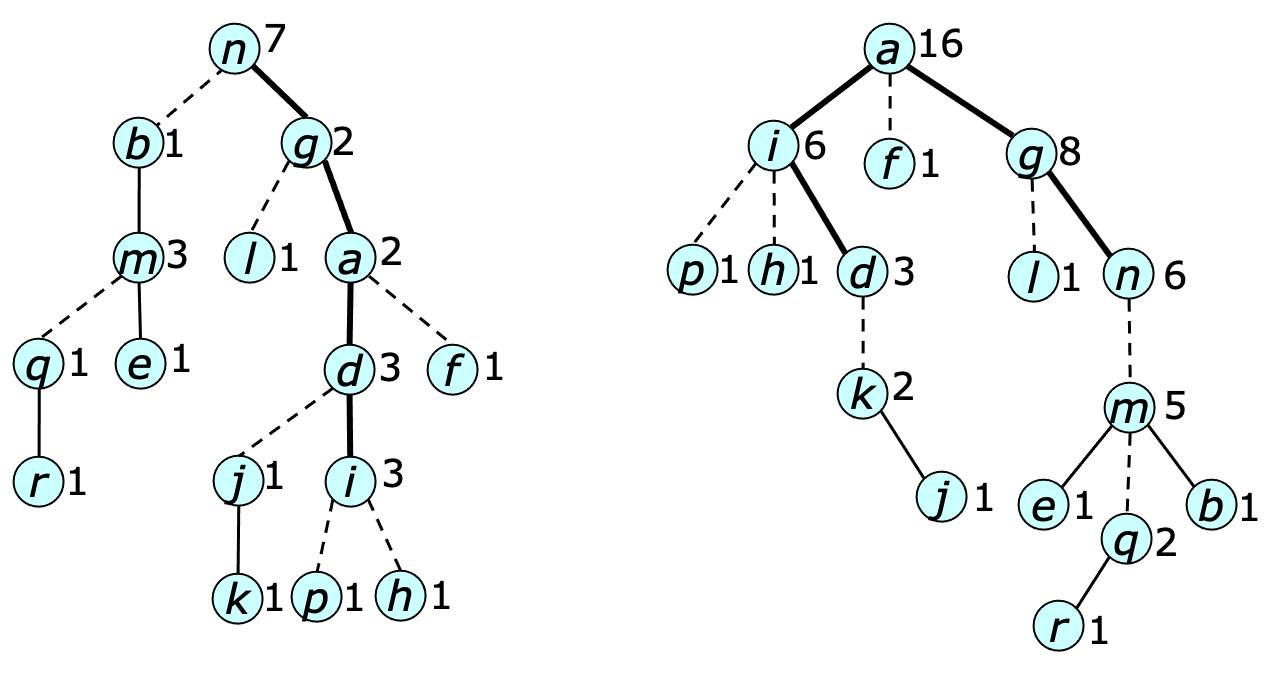 n 7
b 1
g 2
m 3
l 1
a 2
q 1
e 1
d 3
f 1
r 1
j 1
i 3
k 1
p 1
h 1
a 16
i 6
f 1
g 8
p 1
h 1
d 3
l 1
n 6
k 2
m 5
j 1
e 1
q 2
b 1
r 1